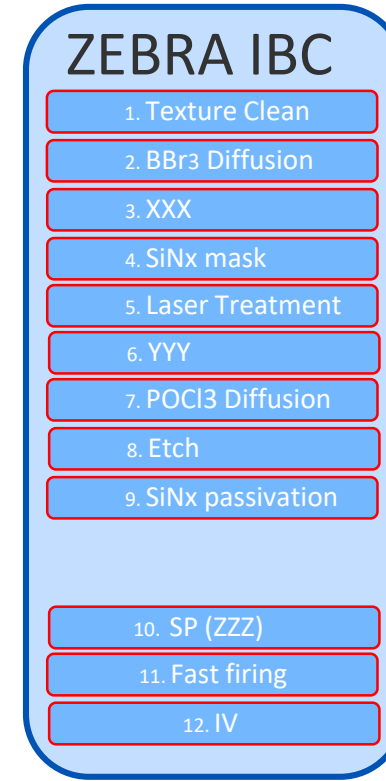 ZEBRA IBC
1. Texture Clean
2. BBr3 Diffusion
3. XXX
4. SiNx mask
5. Laser Treatment
6. YYY
7. POCl3 Diffusion
8. Etch
9. SiNx passivation
10. SP (ZZZ)
11. Fast firing
12. IV